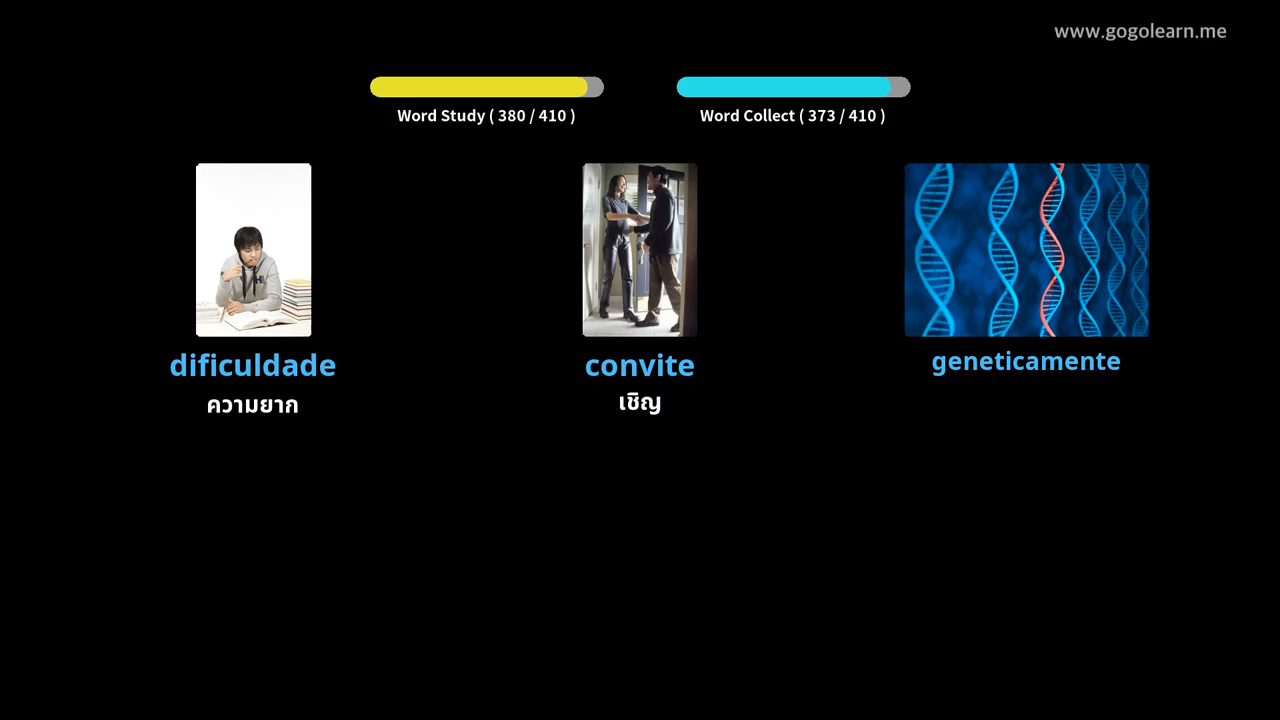 www.gogolearn.me
Word Study ( 380 / 410 )
Word Collect ( 373 / 410 )
dificuldade
convite
geneticamente
ความยาก
เชิญ